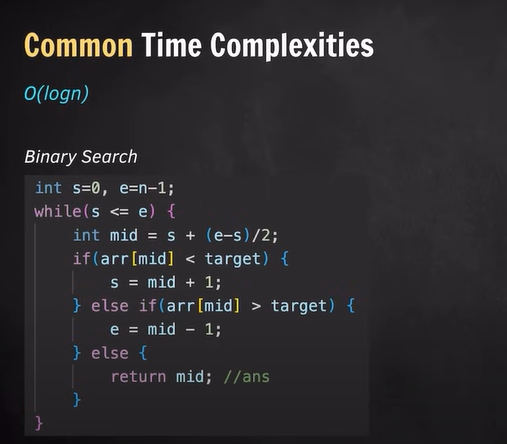 Common Time Complexities
O(logn)
Binary Search
int s=0, e=n-1;
while(s <= e) {
    int mid = s + (e-s)/2;
    if(arr[mid] < target) {
        s = mid + 1;
    } else if(arr[mid] > target) {
        e = mid - 1;
    } else {
        return mid; //ans
    }
}